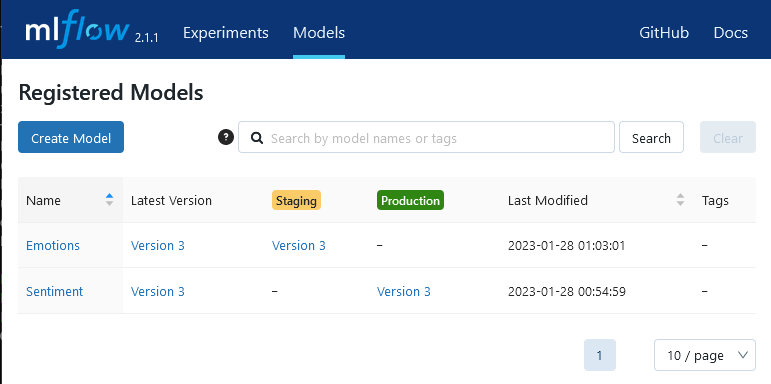 mlflow 2.1.1 Experiments Models GitHub Docs
Registered Models
Create Model ? Search by model names or tags Search Clear
Name Latest Version Staging Production Last Modified Tags
Emotions Version 3 Version 3 – 2023-01-28 01:03:01 –
Sentiment Version 3 – Version 3 2023-01-28 00:54:59 –
1 10 / page